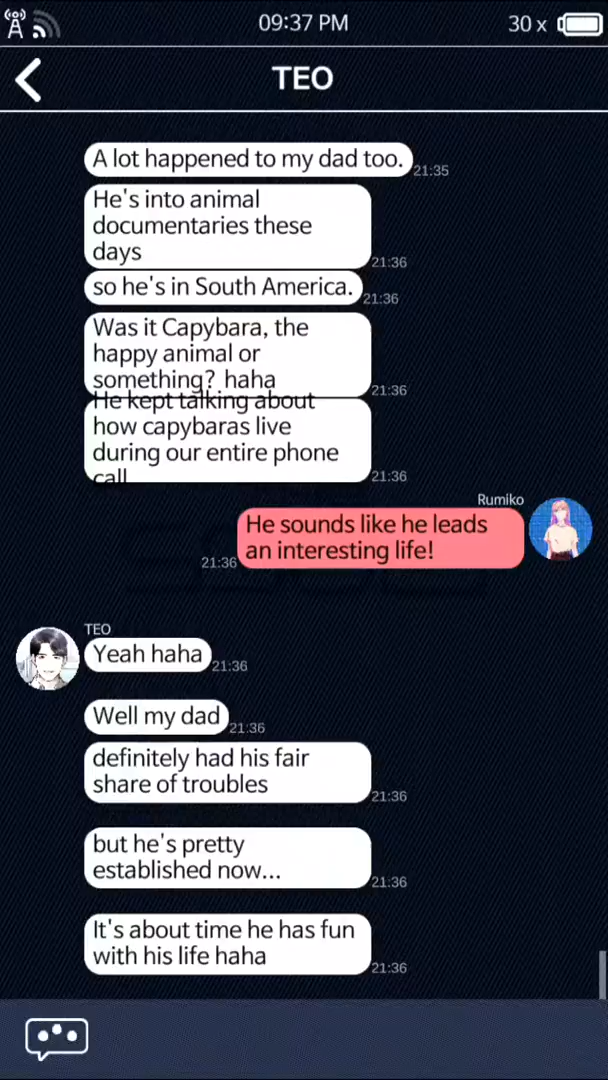 09:37 PM
30 x
TEO
A lot happened to my dad too.
21:35
He's into animal
documentaries these
days
21:36
so he's in South America.
21:36
Was it Capybara, the
happy animal or
something? haha
21:36
He kept talking about
how capybaras live
during our entire phone
call
21:36
Rumiko
He sounds like he leads
an interesting life!
21:36
TEO
Yeah haha
21:36
Well my dad
21:36
definitely had his fair
share of troubles
21:36
but he's pretty
established now...
21:36
It's about time he has fun
with his life haha
21:36